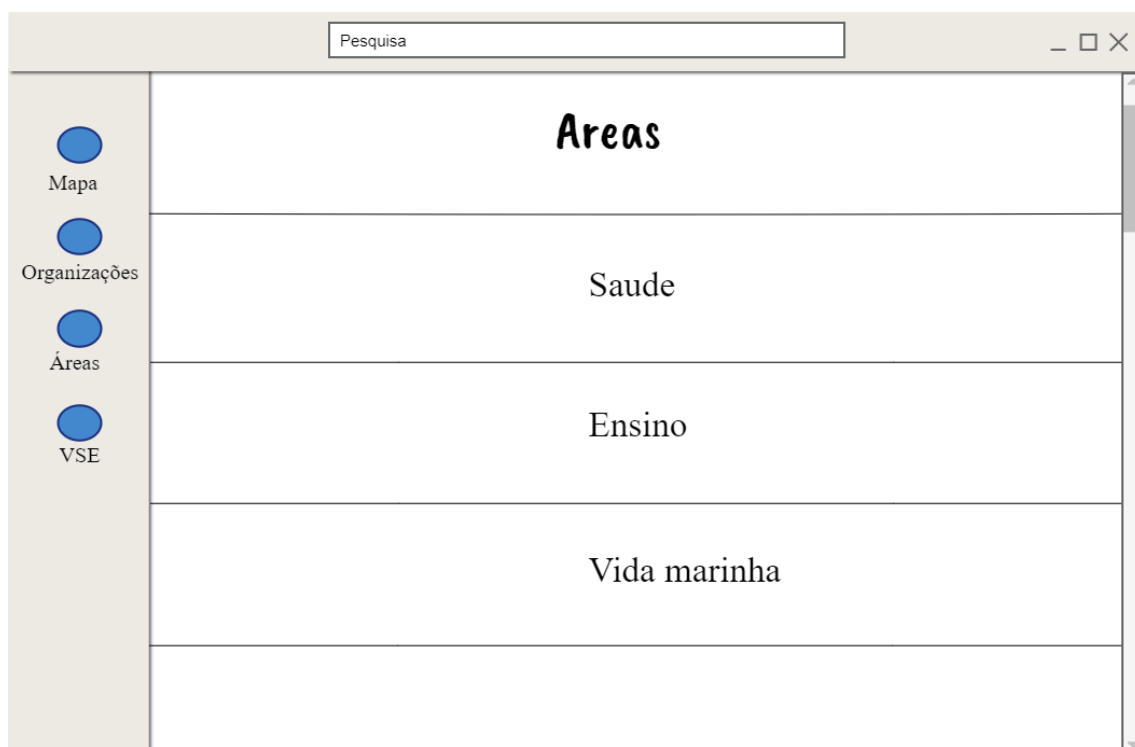 Pesquisa
Areas
Mapa
Organizações
Áreas
VSE
Saude
Ensino
Vida marinha